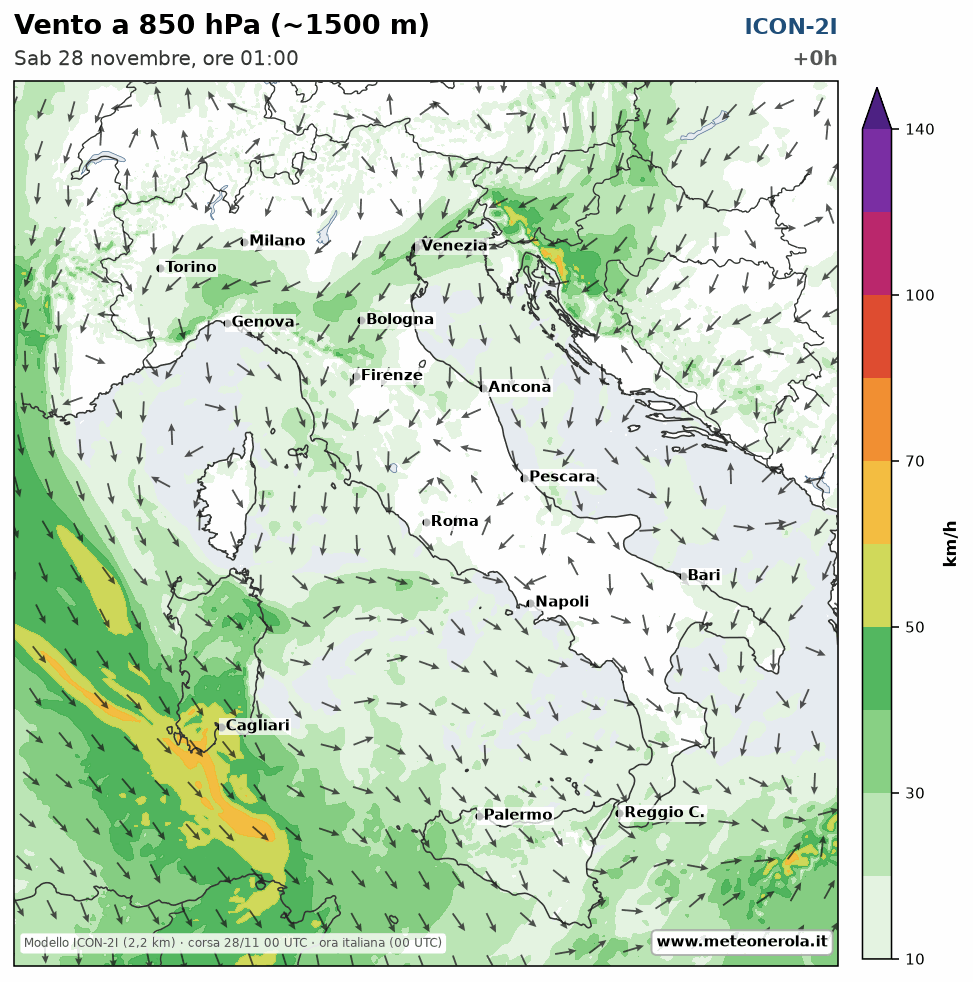 Vento a 850 hPa (~1500 m)
ICON-2I
Sab 28 novembre, ore 01:00
+0h
140
100
70
50
30
10
km/h
Milano
Venezia
Torino
Genova
Bologna
Firenze
Ancona
Pescara
Roma
Bari
Napoli
Cagliari
Palermo
Reggio C.
Modello ICON-2I (2,2 km) · corsa 28/11 00 UTC · ora italiana (00 UTC)
www.meteonerola.it